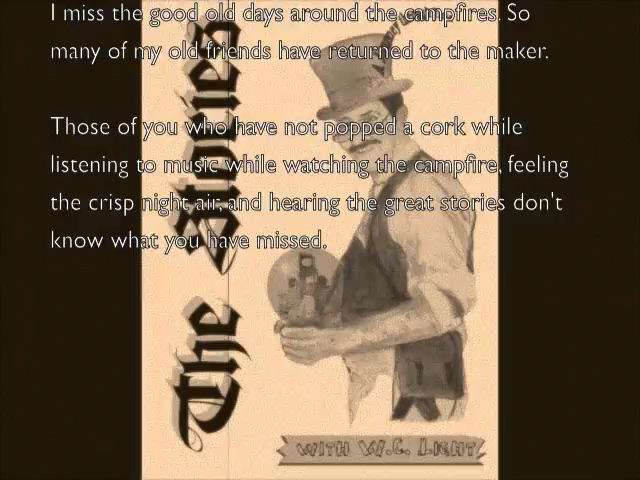 I miss the good old days around the campfires. So
many of my old friends have returned to the maker.
Those of you who have not popped a cork while
listening to music while watching the campfire, feeling
the crisp night air, and hearing the great stories don't
know what you have missed.
The Stories
WITH W.C. LIGHT